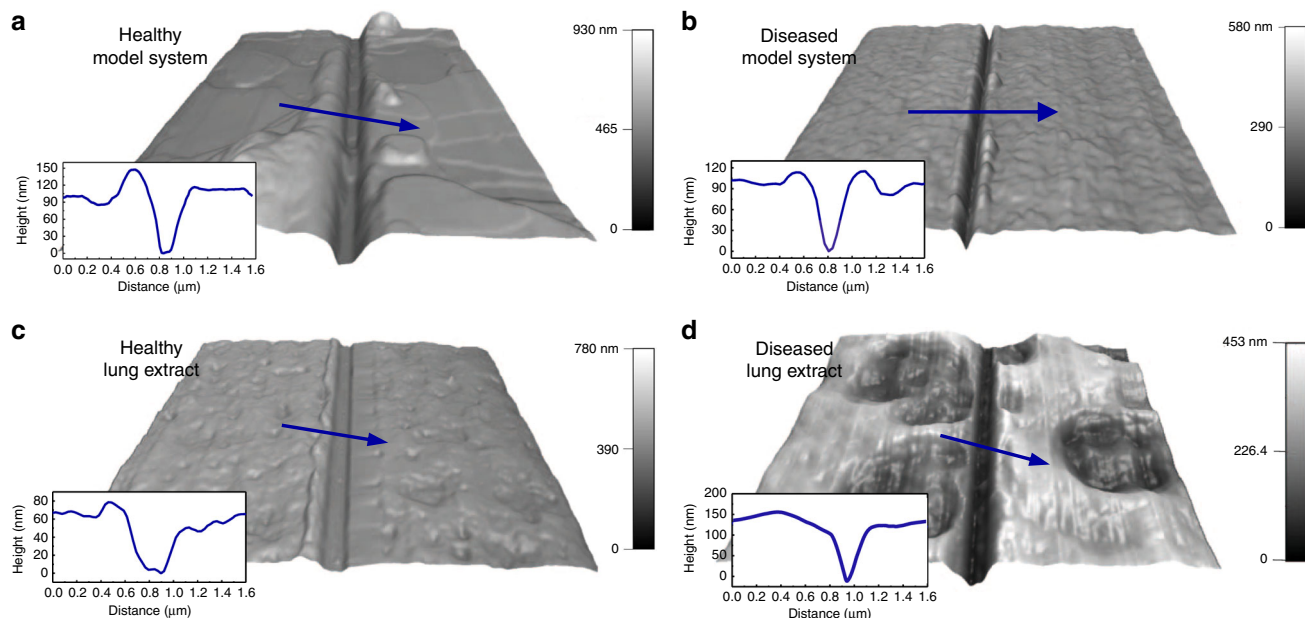 a
Healthy
model system
930 nm
465
0
Height (nm)
150
120
90
60
30
0
0.0 0.2 0.4 0.6 0.8 1.0 1.2 1.4 1.6
Distance (μm)
b
Diseased
model system
580 nm
290
0
Height (nm)
120
90
60
30
0
0.0 0.2 0.4 0.6 0.8 1.0 1.2 1.4 1.6
Distance (μm)
c
Healthy
lung extract
780 nm
390
0
Height (nm)
80
60
40
20
0
0.0 0.2 0.4 0.6 0.8 1.0 1.2 1.4 1.6
Distance (μm)
d
Diseased
lung extract
453 nm
226.4
0
Height (nm)
200
150
100
50
0
0.0 0.2 0.4 0.6 0.8 1.0 1.2 1.4 1.6
Distance (μm)